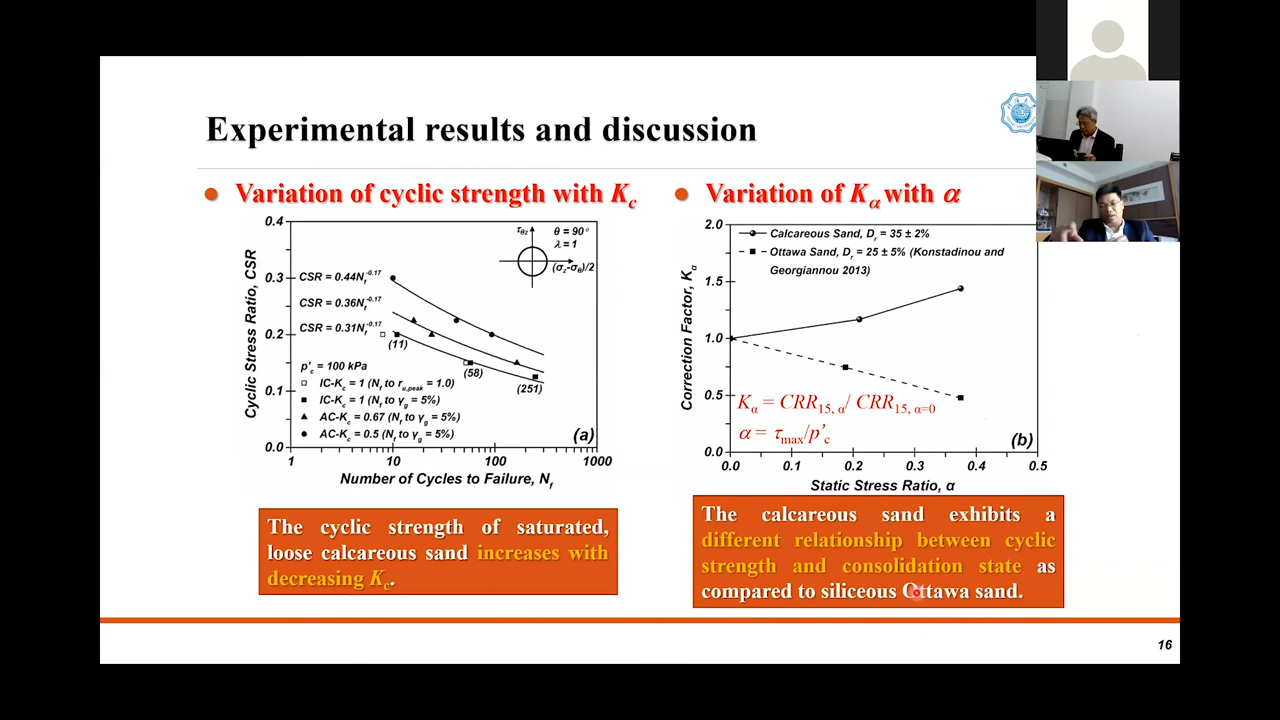 Experimental results and discussion
● Variation of cyclic strength with Kc
0.4
0.3
0.2
0.1
0.0
Cyclic Stress Ratio, CSR
τθz
θ = 90°
λ = 1
(σz-σθ)/2
CSR = 0.44Nf^-0.17
CSR = 0.36Nf^-0.17
CSR = 0.31Nf^-0.17
(11)
(58)
(251)
p'c = 100 kPa
IC-Kc = 1 (Nf to ru,peak = 1.0)
IC-Kc = 1 (Nf to γg = 5%)
AC-Kc = 0.67 (Nf to γg = 5%)
AC-Kc = 0.5 (Nf to γg = 5%)
(a)
1 10 100 1000
Number of Cycles to Failure, Nf
The cyclic strength of saturated,
loose calcareous sand increases with
decreasing Kc.
● Variation of Kα with α
2.0
1.5
1.0
0.5
0.0
Correction Factor, Kα
Calcareous Sand, Dr = 35 ± 2%
Ottawa Sand, Dr = 25 ± 5% (Konstadinou and
Georgiannou 2013)
Kα = CRR15, α/ CRR15, α=0
α = τmax/p'c
(b)
0.0 0.1 0.2 0.3 0.4 0.5
Static Stress Ratio, α
The calcareous sand exhibits a
different relationship between cyclic
strength and consolidation state as
compared to siliceous Ottawa sand.
16